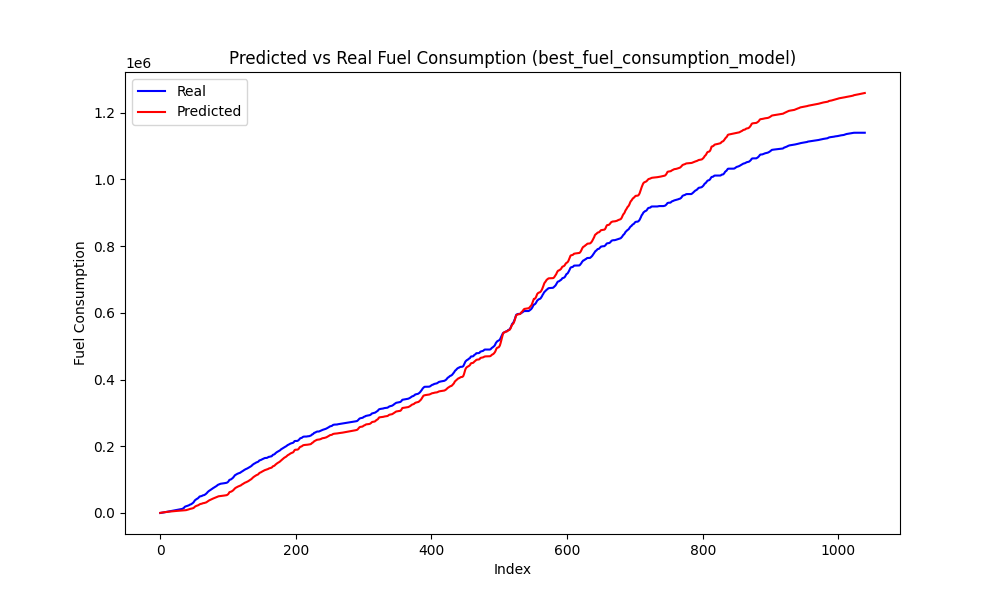 Predicted vs Real Fuel Consumption (best_fuel_consumption_model)
1e6
Real
Predicted
1.2
1.0
0.8
0.6
0.4
0.2
0.0
Fuel Consumption
0 200 400 600 800 1000
Index